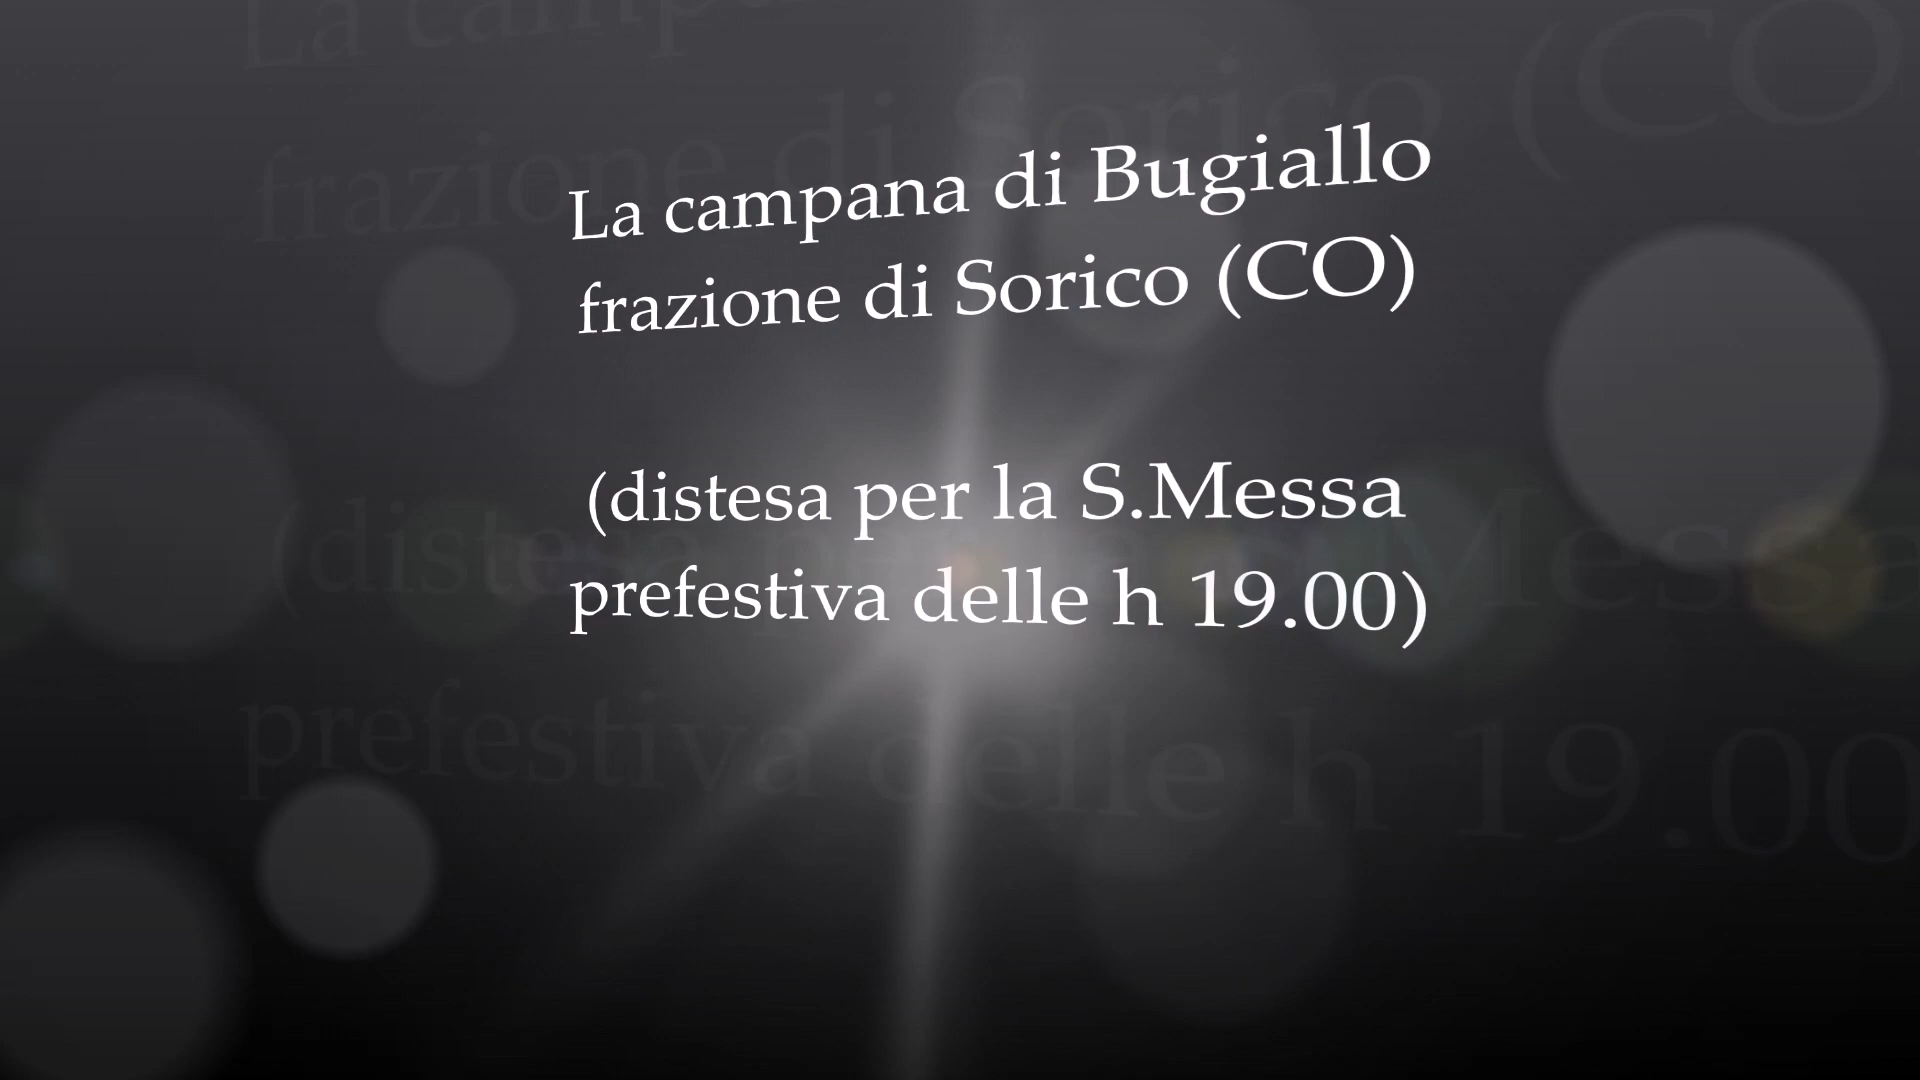 La campana di Bugiallo
frazione di Sorico (CO)
(distesa per la S.Messa
prefestiva delle h 19.00)